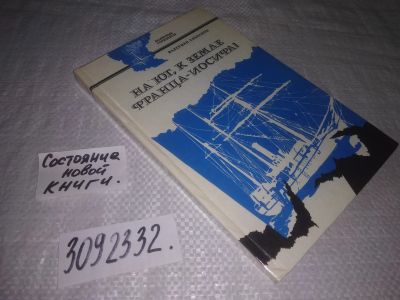 НА ЮГ, К ЗЕМЛЕ
ФРАНЦА-ИОСИФА!
Состояние
новой
книги.
3092332.